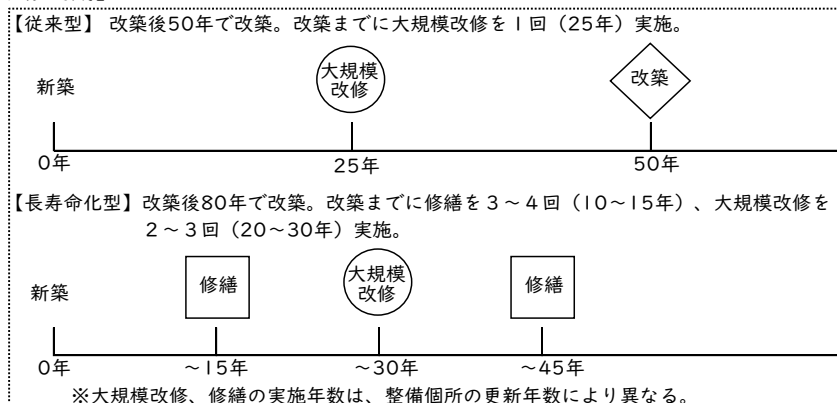 【従来型】 改築後50年で改築。改築までに大規模改修を1回（25年）実施。
新築
大規模
改修
改築
0年
25年
50年
【長寿命化型】改築後80年で改築。改築までに修繕を3～4回（10～15年）、大規模改修を
2～3回（20～30年）実施。
新築
修繕
大規模
改修
修繕
0年
～15年
～30年
～45年
※大規模改修、修繕の実施年数は、整備個所の更新年数により異なる。